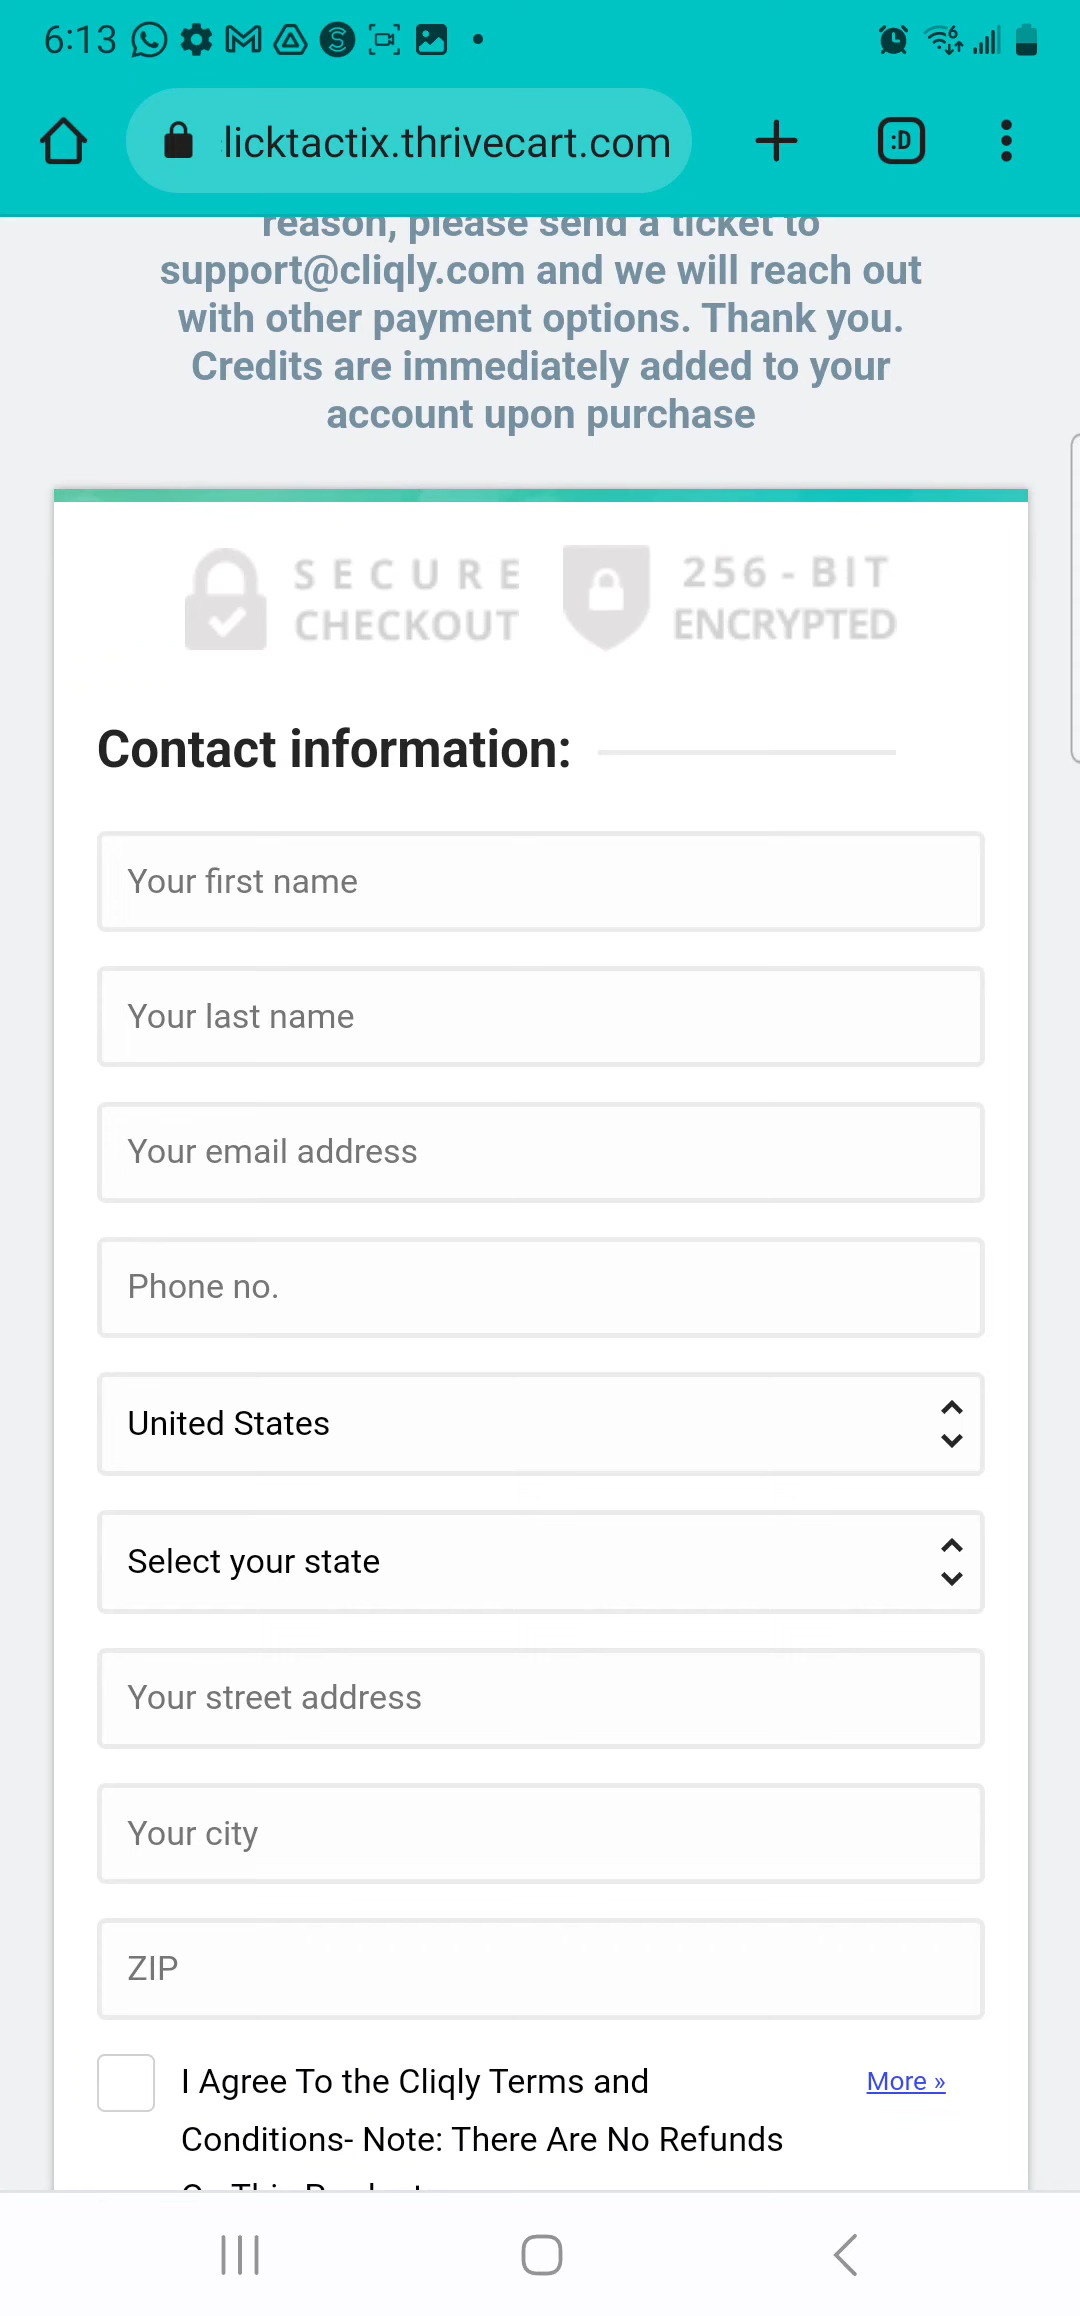 6:13
licktactix.thrivecart.com
:D
reason, please send a ticket to
support@cliqly.com and we will reach out
with other payment options. Thank you.
Credits are immediately added to your
account upon purchase
SECURE
CHECKOUT
256-BIT
ENCRYPTED
Contact information:
Your first name
Your last name
Your email address
Phone no.
United States
Select your state
Your street address
Your city
ZIP
I Agree To the Cliqly Terms and
More »
Conditions- Note: There Are No Refunds